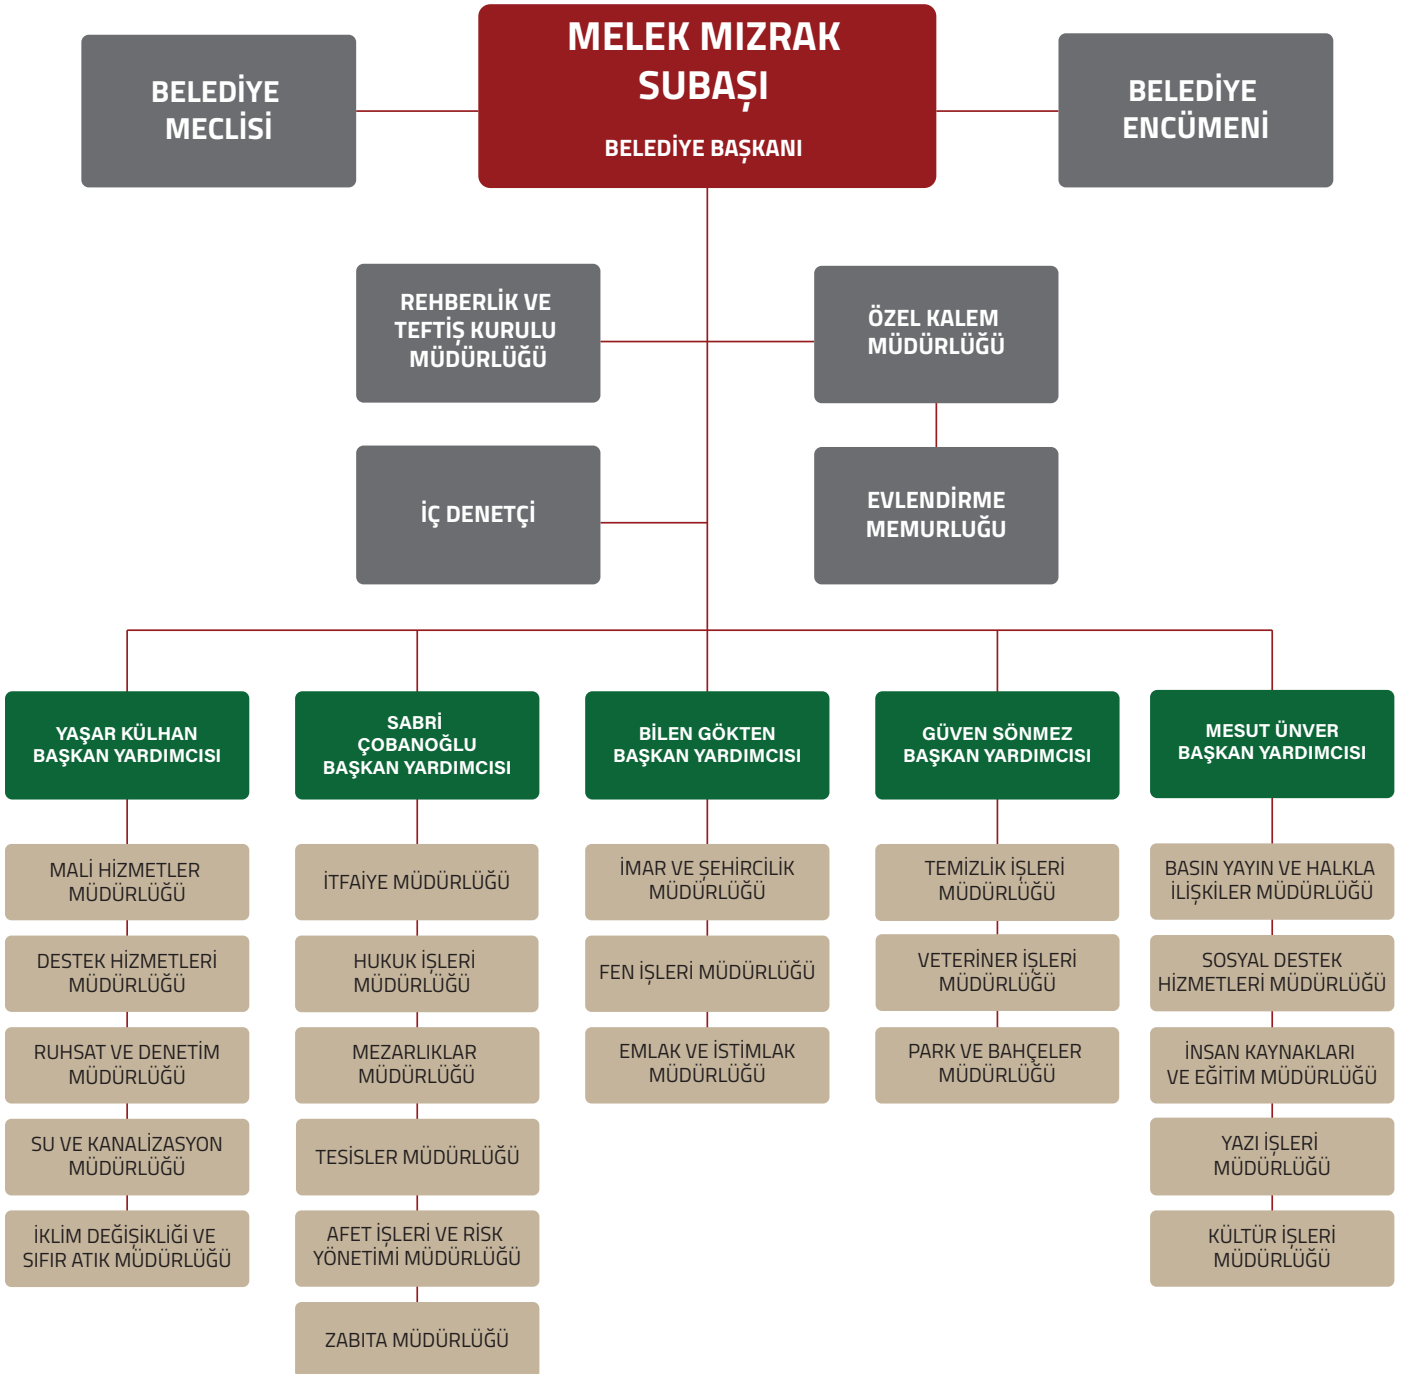 MELEK MIZRAK
SUBAŞI
BELEDİYE BAŞKANI
BELEDİYE
MECLİSİ
BELEDİYE
ENCÜMENİ
REHBERLİK VE
TEFTİŞ KURULU
MÜDÜRLÜĞÜ
ÖZEL KALEM
MÜDÜRLÜĞÜ
İÇ DENETÇİ
EVLENDİRME
MEMURLUĞU
YAŞAR KÜLHAN
BAŞKAN YARDIMCISI
MALİ HİZMETLER
MÜDÜRLÜĞÜ
DESTEK HİZMETLERİ
MÜDÜRLÜĞÜ
RUHSAT VE DENETİM
MÜDÜRLÜĞÜ
SU VE KANALİZASYON
MÜDÜRLÜĞÜ
İKLİM DEĞİŞİKLİĞİ VE
SIFIR ATIK MÜDÜRLÜĞÜ
SABRİ
ÇOBANOĞLU
BAŞKAN YARDIMCISI
İTFAİYE MÜDÜRLÜĞÜ
HUKUK İŞLERİ
MÜDÜRLÜĞÜ
MEZARLIKLAR
MÜDÜRLÜĞÜ
TESİSLER MÜDÜRLÜĞÜ
AFET İŞLERİ VE RİSK
YÖNETİMİ MÜDÜRLÜĞÜ
ZABITA MÜDÜRLÜĞÜ
BİLEN GÖKTEN
BAŞKAN YARDIMCISI
İMAR VE ŞEHİRCİLİK
MÜDÜRLÜĞÜ
FEN İŞLERİ MÜDÜRLÜĞÜ
EMLAK VE İSTİMLAK
MÜDÜRLÜĞÜ
GÜVEN SÖNMEZ
BAŞKAN YARDIMCISI
TEMİZLİK İŞLERİ
MÜDÜRLÜĞÜ
VETERİNER İŞLERİ
MÜDÜRLÜĞÜ
PARK VE BAHÇELER
MÜDÜRLÜĞÜ
MESUT ÜNVER
BAŞKAN YARDIMCISI
BASIN YAYIN VE HALKLA
İLİŞKİLER MÜDÜRLÜĞÜ
SOSYAL DESTEK
HİZMETLERİ MÜDÜRLÜĞÜ
İNSAN KAYNAKLARI
VE EĞİTİM MÜDÜRLÜĞÜ
YAZI İŞLERİ
MÜDÜRLÜĞÜ
KÜLTÜR İŞLERİ
MÜDÜRLÜĞÜ